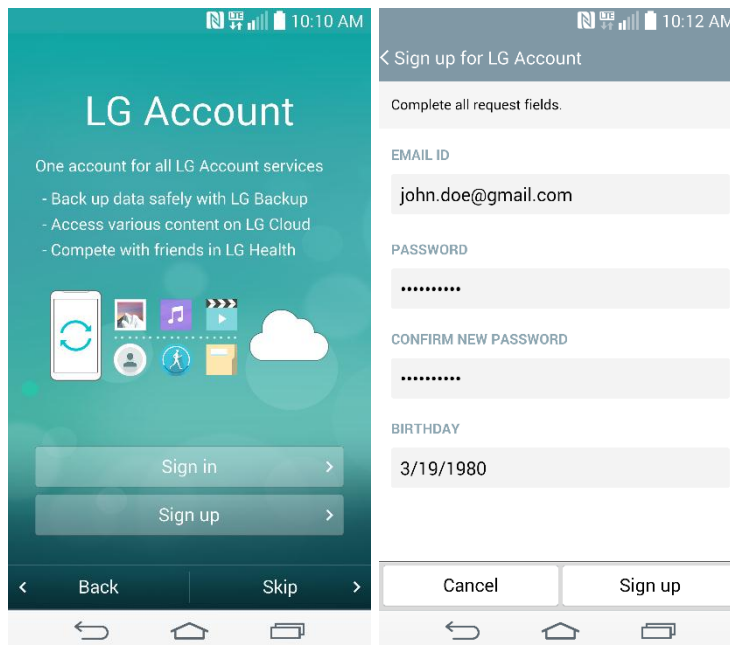 LTE 10:10 AM
LG Account
One account for all LG Account services
- Back up data safely with LG Backup
- Access various content on LG Cloud
- Compete with friends in LG Health
Sign in
Sign up
Back
Skip
LTE 10:12 AM
Sign up for LG Account
Complete all request fields.
EMAIL ID
john.doe@gmail.com
PASSWORD
••••••••••
CONFIRM NEW PASSWORD
••••••••••
BIRTHDAY
3/19/1980
Cancel
Sign up